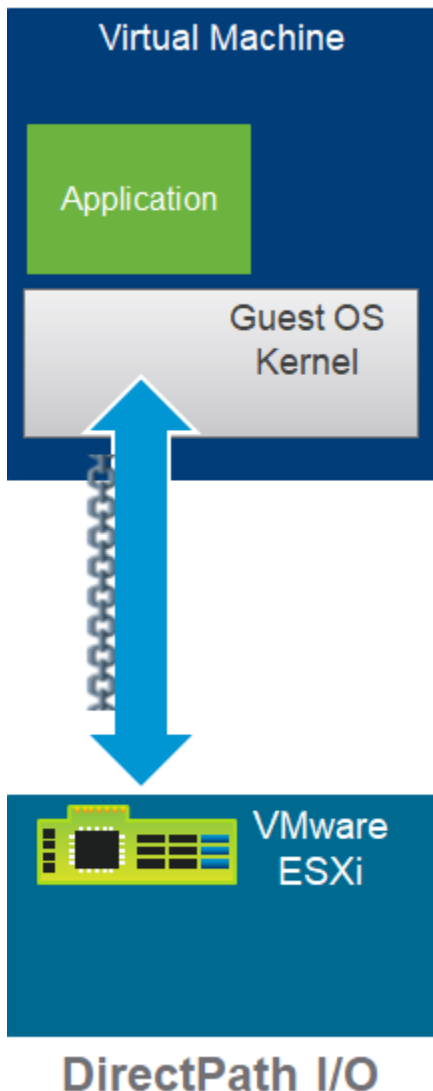 Virtual Machine
Application
Guest OS
Kernel
VMware
ESXi
DirectPath I/O